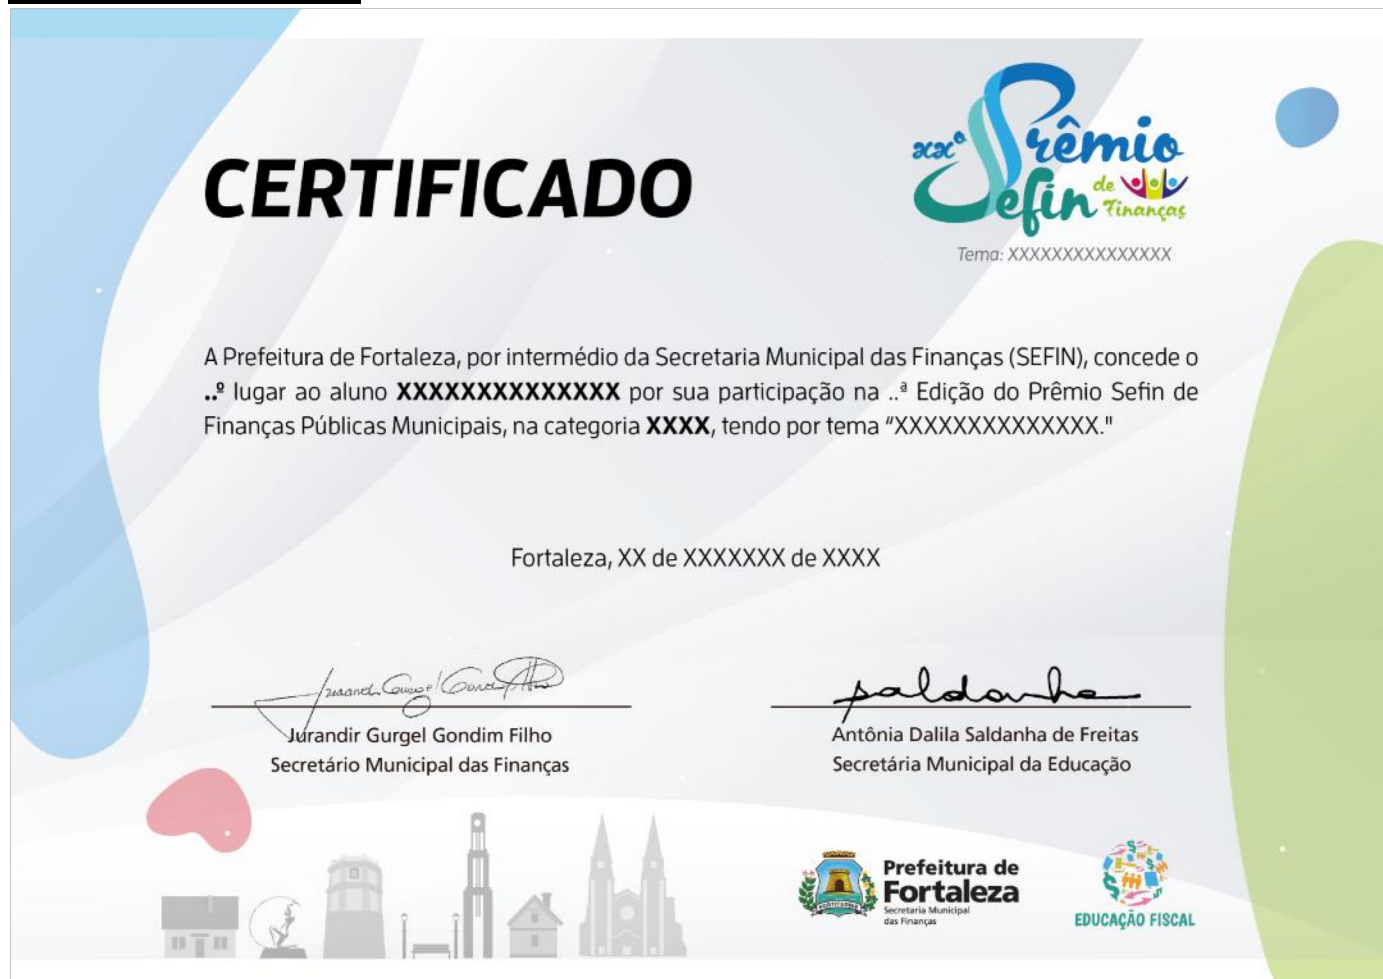 CERTIFICADO
xxº Prêmio
Sefin de Finanças
Tema: XXXXXXXXXXXXXXX
A Prefeitura de Fortaleza, por intermédio da Secretaria Municipal das Finanças (SEFIN), concede o
..º lugar ao aluno XXXXXXXXXXXXXX por sua participação na ..ª Edição do Prêmio Sefin de
Finanças Públicas Municipais, na categoria XXXX, tendo por tema “XXXXXXXXXXXXXX."
Fortaleza, XX de XXXXXXX de XXXX
Jurandir Gurgel Gondim Filho
Secretário Municipal das Finanças
saldanha
Antônia Dalila Saldanha de Freitas
Secretária Municipal da Educação
Prefeitura de
Fortaleza
Secretaria Municipal
das Finanças
EDUCAÇÃO FISCAL